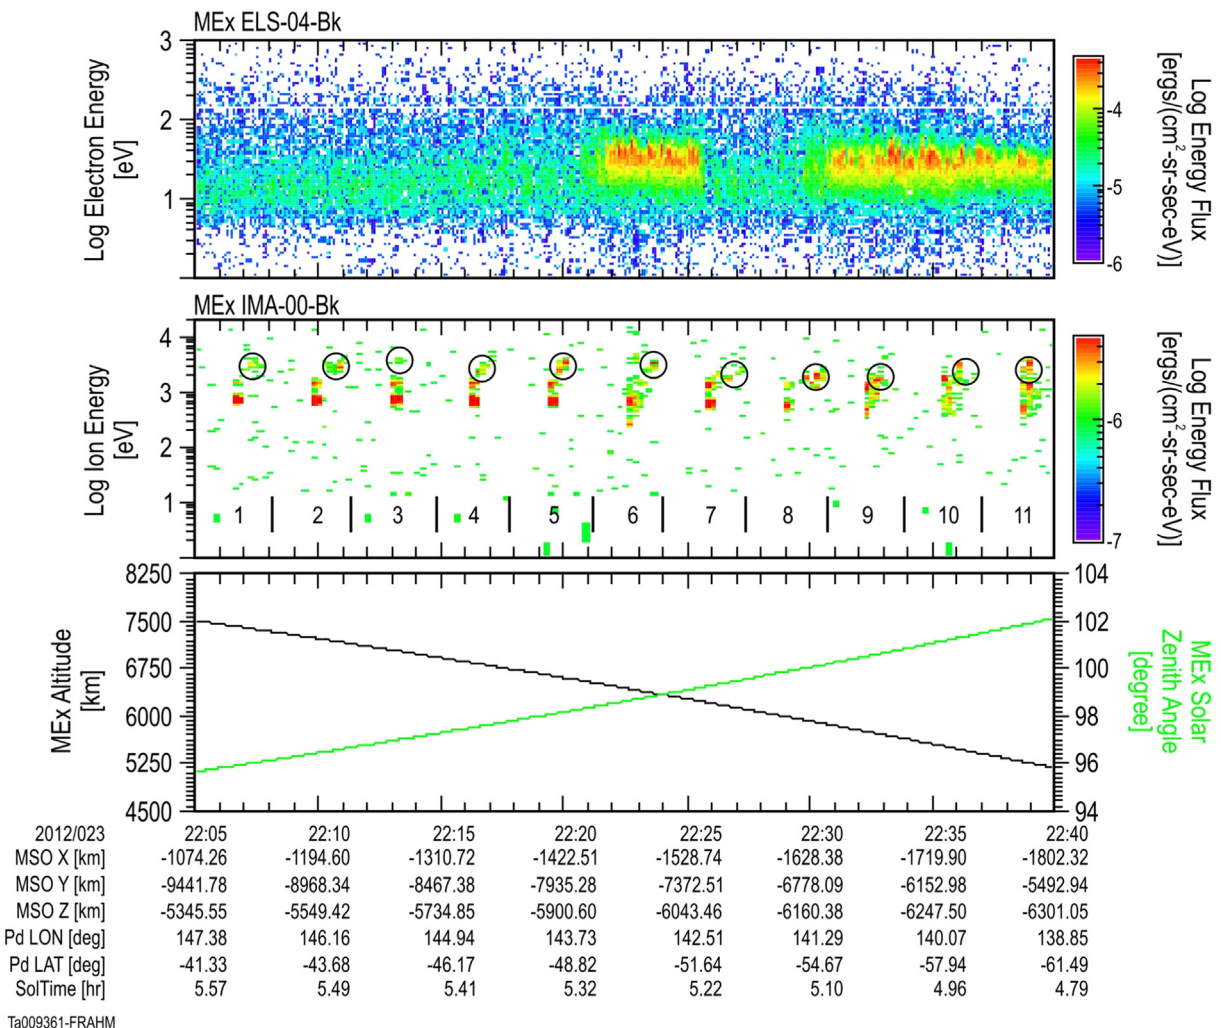 MEx ELS-04-Bk
3
2
1
Log Electron Energy
[eV]
-4
-5
-6
Log Energy Flux
[ergs/(cm²-sr-sec-eV)]
MEx IMA-00-Bk
4
3
2
1
Log Ion Energy
[eV]
1 2 3 4 5 6 7 8 9 10 11
-6
-7
Log Energy Flux
[ergs/(cm²-sr-sec-eV)]
8250
7500
6750
6000
5250
4500
MEx Altitude
[km]
104
102
100
98
96
94
MEx Solar
Zenith Angle
[degree]
2012/023 22:05 22:10 22:15 22:20 22:25 22:30 22:35 22:40
MSO X [km] -1074.26 -1194.60 -1310.72 -1422.51 -1528.74 -1628.38 -1719.90 -1802.32
MSO Y [km] -9441.78 -8968.34 -8467.38 -7935.28 -7372.51 -6778.09 -6152.98 -5492.94
MSO Z [km] -5345.55 -5549.42 -5734.85 -5900.60 -6043.46 -6160.38 -6247.50 -6301.05
Pd LON [deg] 147.38 146.16 144.94 143.73 142.51 141.29 140.07 138.85
Pd LAT [deg] -41.33 -43.68 -46.17 -48.82 -51.64 -54.67 -57.94 -61.49
SolTime [hr] 5.57 5.49 5.41 5.32 5.22 5.10 4.96 4.79
Ta009361-FRAHM